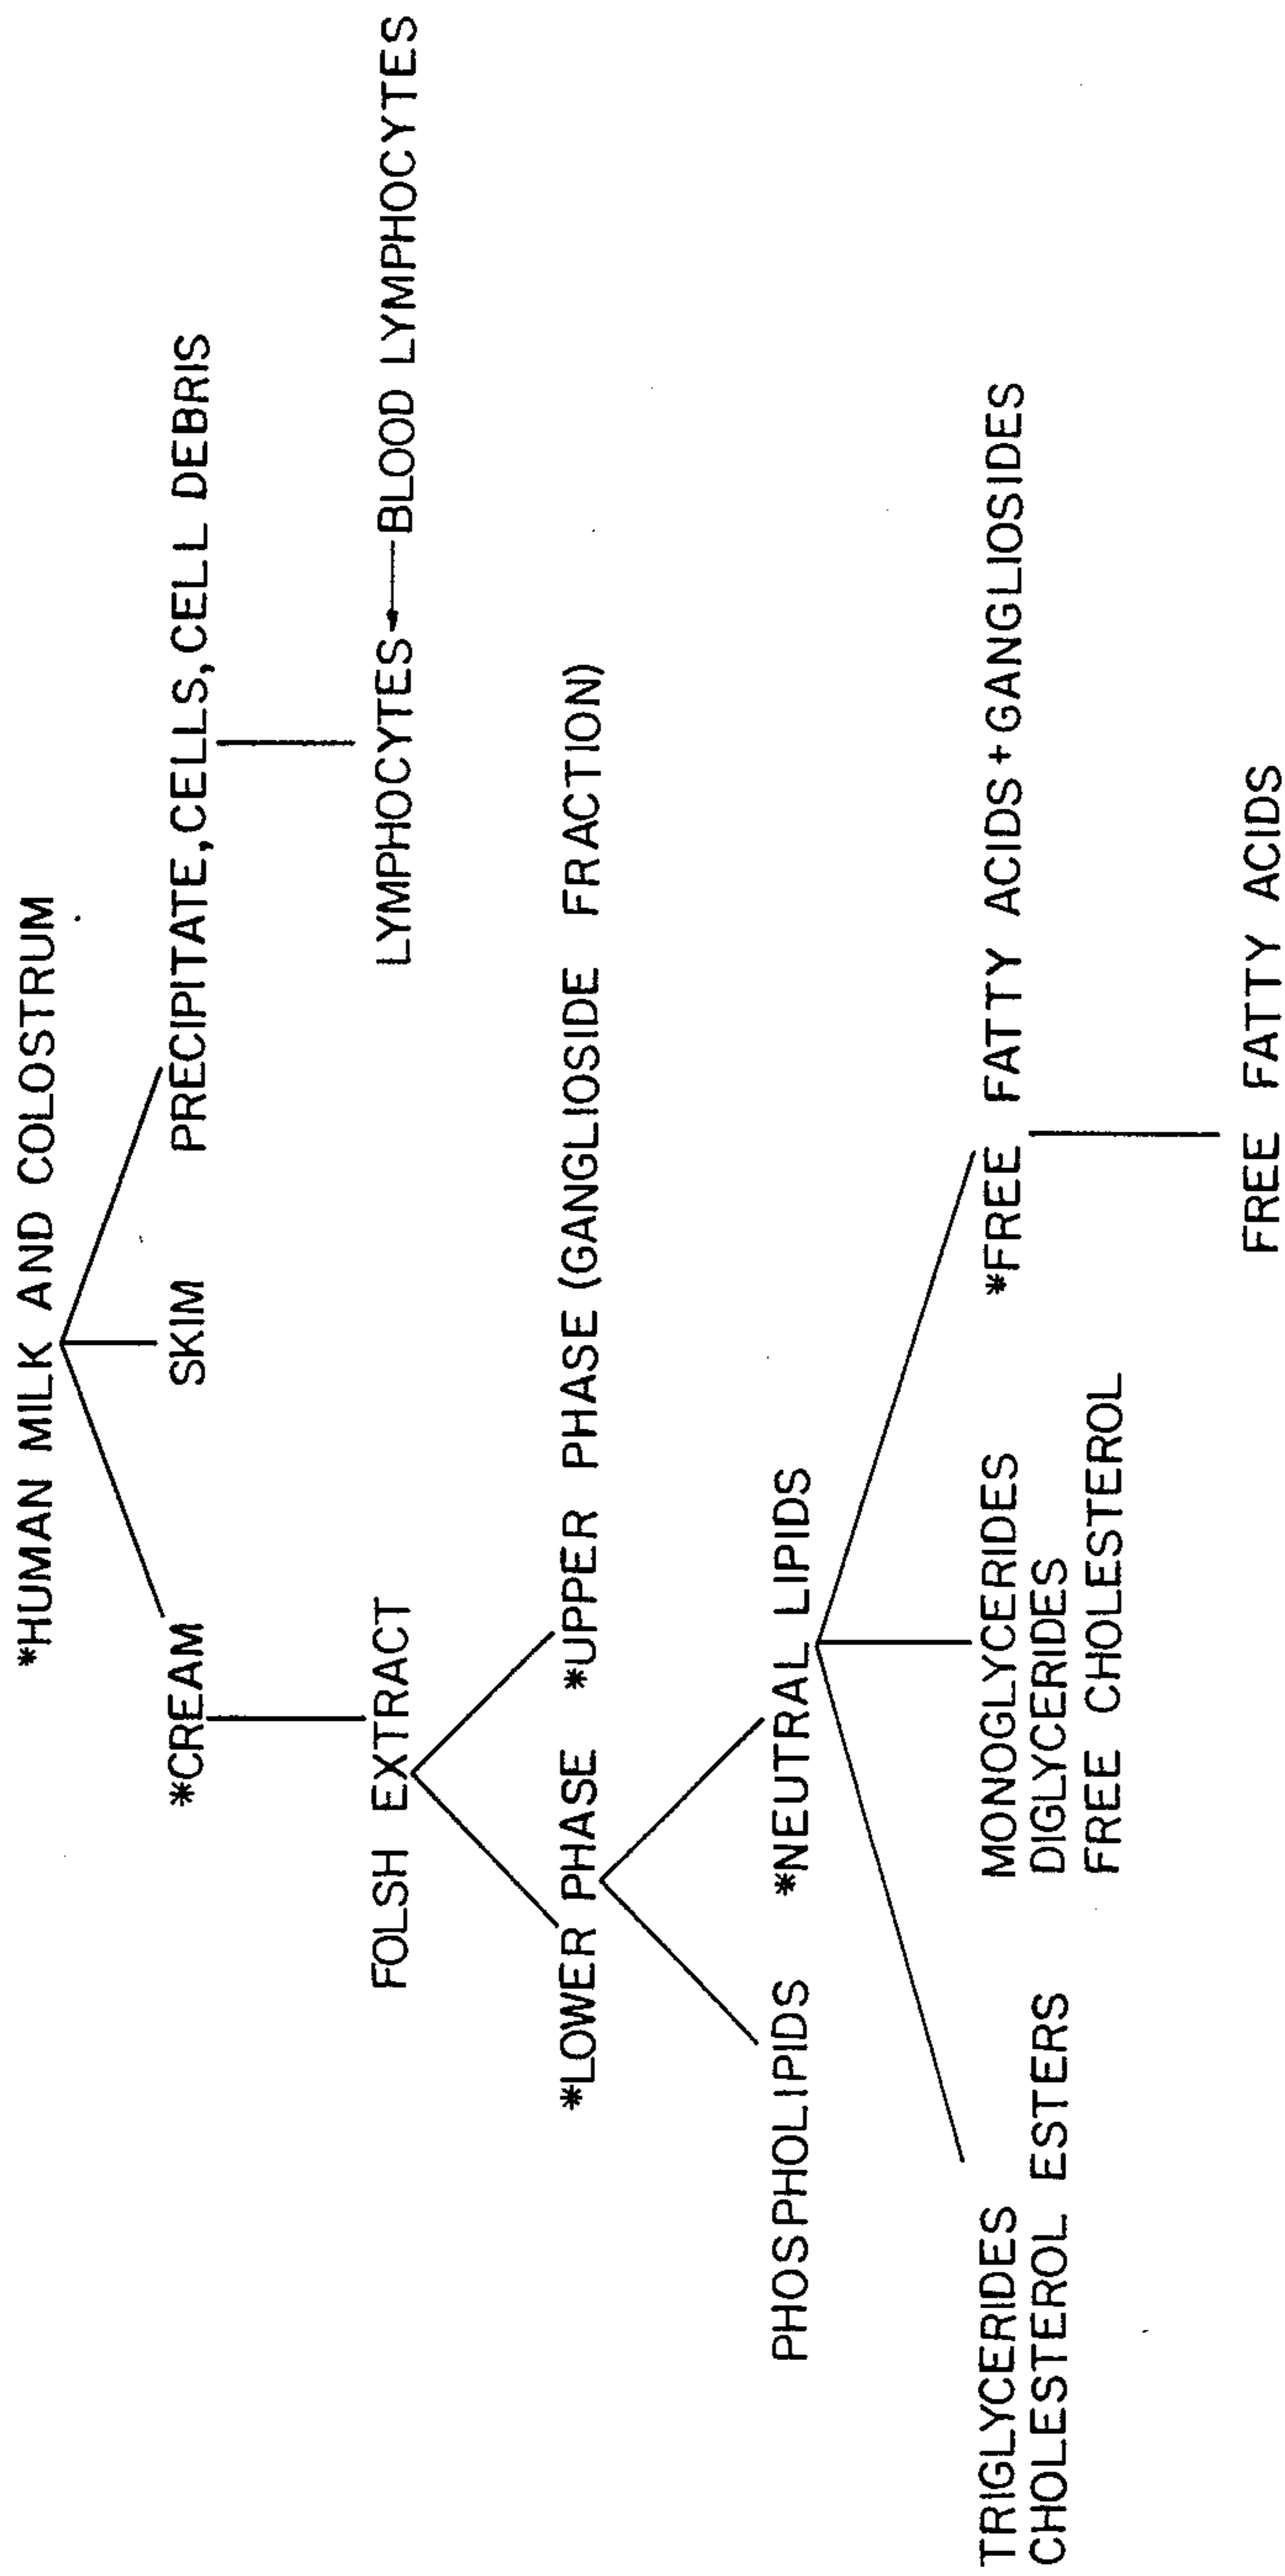 *HUMAN MILK AND COLOSTRUM
*CREAM
SKIM
PRECIPITATE, CELLS, CELL DEBRIS
FOLSH EXTRACT
LYMPHOCYTES
BLOOD LYMPHOCYTES
*LOWER PHASE
*UPPER PHASE (GANGLIOSIDE FRACTION)
PHOSPHOLIPIDS
*NEUTRAL LIPIDS
TRIGLYCERIDES
CHOLESTEROL ESTERS
MONOGLYCERIDES
DIGLYCERIDES
FREE CHOLESTEROL
*FREE FATTY ACIDS + GANGLIOSIDES
FREE FATTY ACIDS